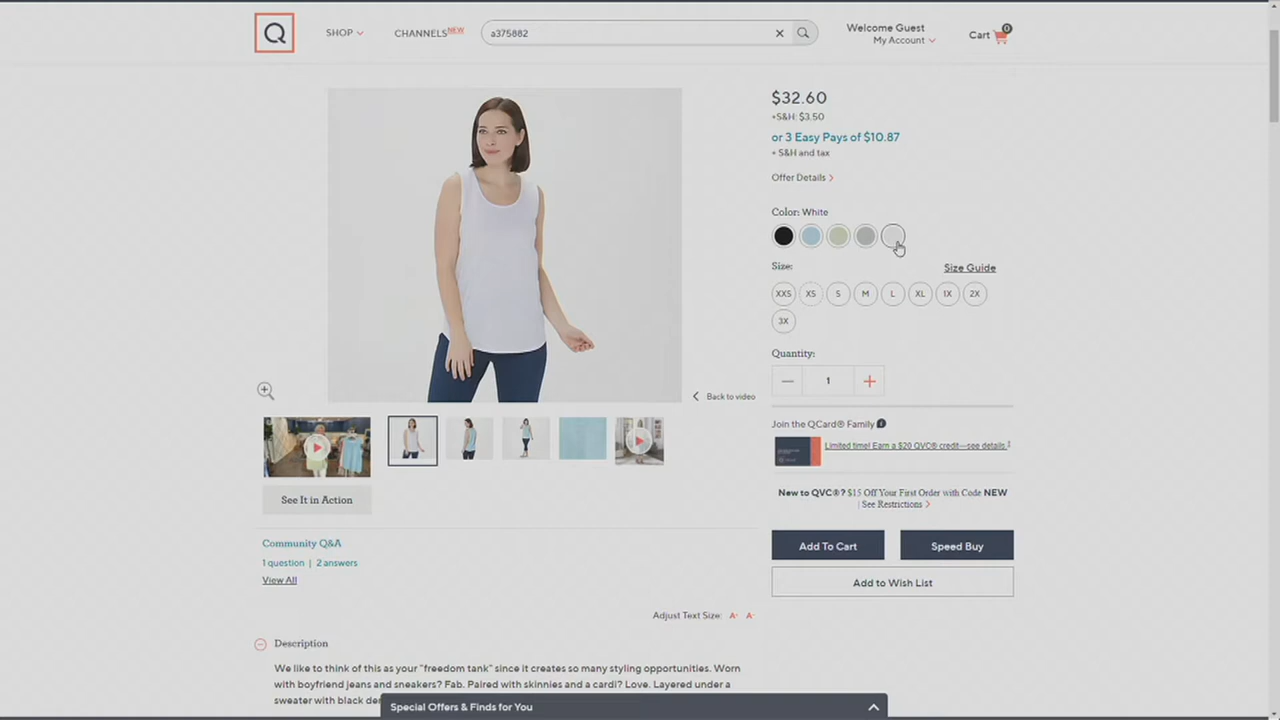 Q
SHOP
CHANNELS NEW
a375882
Welcome Guest
My Account
Cart
0
$32.60
+S&H: $3.50
or 3 Easy Pays of $10.87
+ S&H and tax
Offer Details
Color: White
Size:
Size Guide
XXS XS S M L XL 1X 2X
3X
Quantity:
1
Back to video
Join the QCard® Family
Limited time! Earn a $20 QVC® credit—see details.
New to QVC®? $15 Off Your First Order with Code NEW
| See Restrictions
See It in Action
Add To Cart
Speed Buy
Add to Wish List
Community Q&A
1 question | 2 answers
View All
Adjust Text Size: A+ A-
Description
We like to think of this as your "freedom tank" since it creates so many styling opportunities. Worn
with boyfriend jeans and sneakers? Fab. Paired with skinnies and a cardi? Love. Layered under a
sweater with black
Special Offers & Finds for You